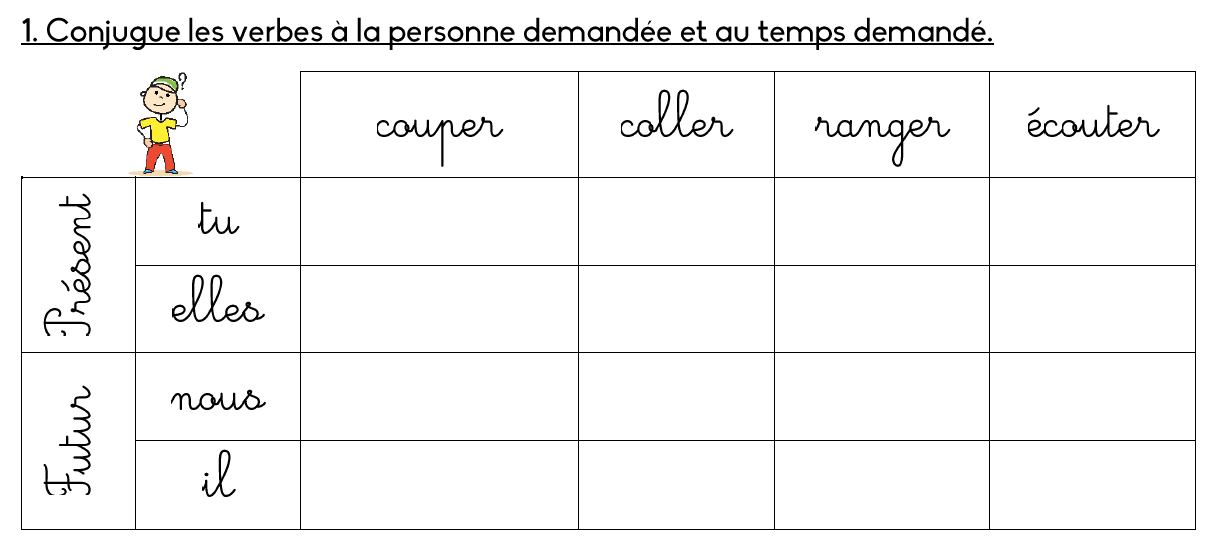 1. Conjugue les verbes à la personne demandée et au temps demandé.
?
couper coller ranger écouter
Présent
tu
elles
Futur
nous
il